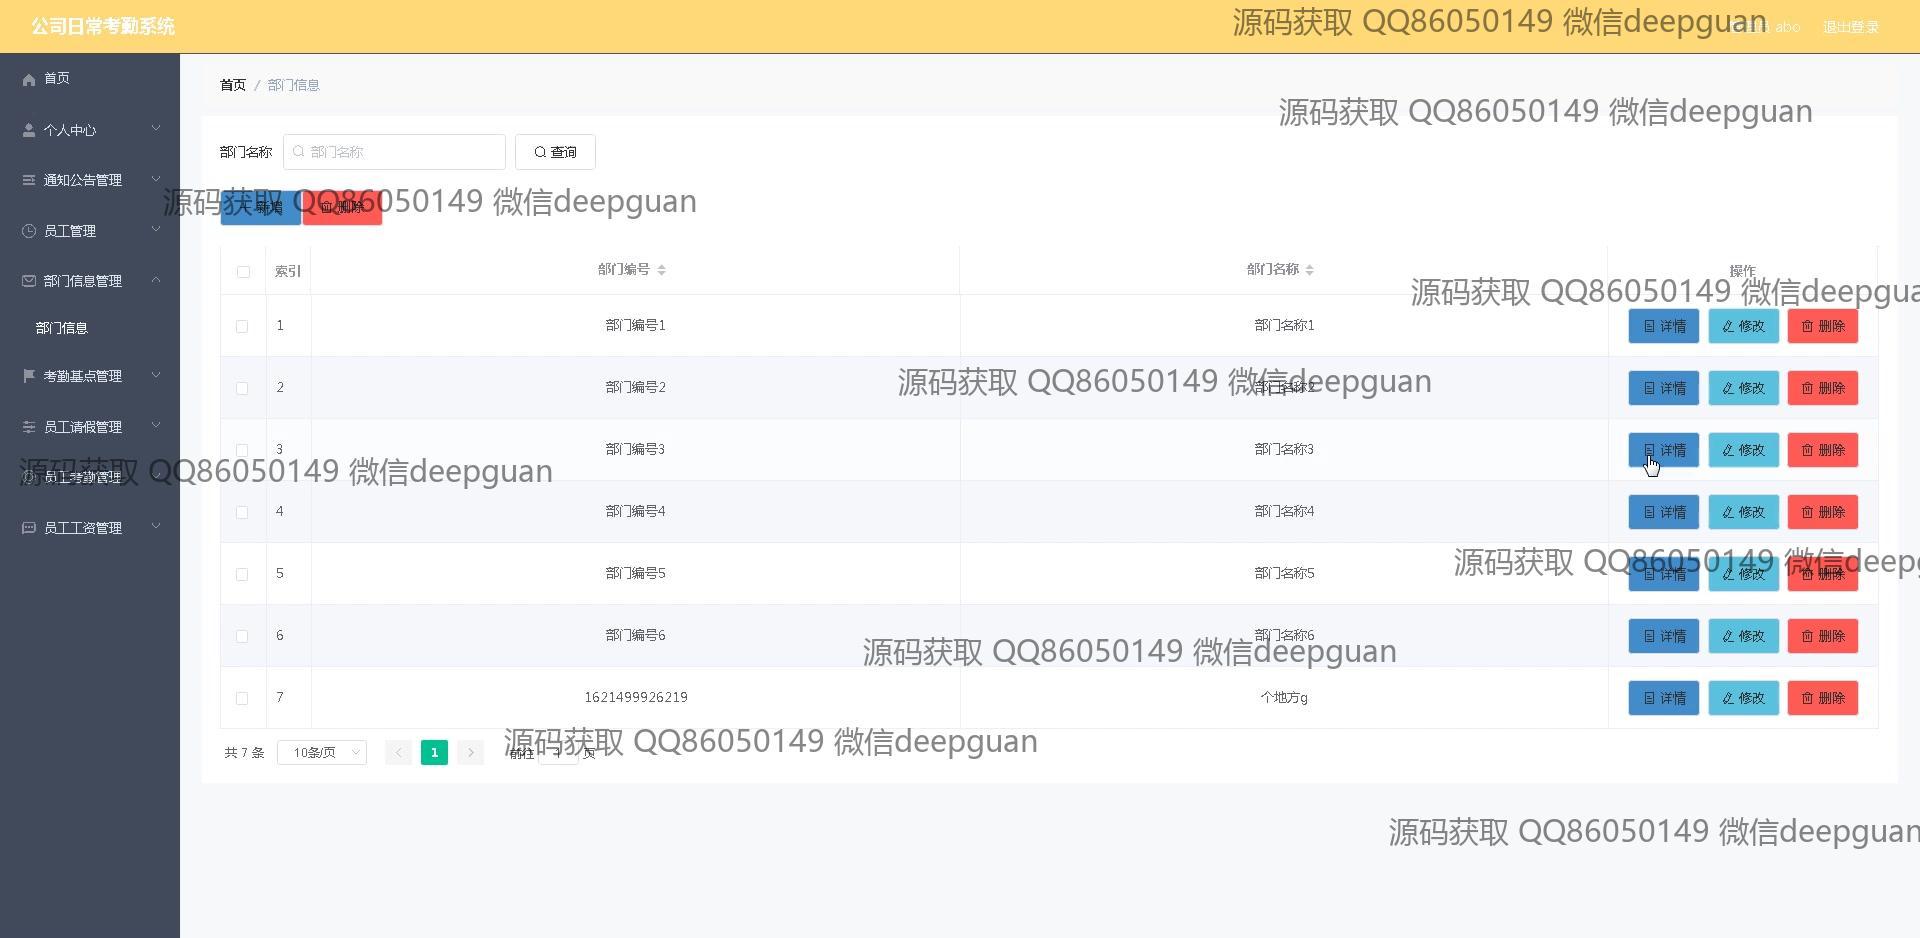 公司日常考勤系统
abo 退出登录
源码获取 QQ86050149 微信deepguan
首页
个人中心
通知公告管理
员工管理
部门信息管理
部门信息
考勤基点管理
员工请假管理
员工考勤管理
员工工资管理
首页 / 部门信息
源码获取 QQ86050149 微信deepguan
部门名称 部门名称 查询
源码获取 QQ86050149 微信deepguan
新增 删除
索引 部门编号 部门名称 操作
源码获取 QQ86050149 微信deepgua
1 部门编号1 部门名称1 详情 修改 删除
2 部门编号2 部门名称2 详情 修改 删除
源码获取 QQ86050149 微信deepguan
3 部门编号3 部门名称3 详情 修改 删除
源码获取 QQ86050149 微信deepguan
4 部门编号4 部门名称4 详情 修改 删除
5 部门编号5 部门名称5 详情 修改 删除
源码获取 QQ86050149 微信deepg
6 部门编号6 部门名称6 详情 修改 删除
源码获取 QQ86050149 微信deepguan
7 1621499926219 个地方g 详情 修改 删除
共 7 条 10条/页 1 前往 1 页
源码获取 QQ86050149 微信deepguan
源码获取 QQ86050149 微信deepguan